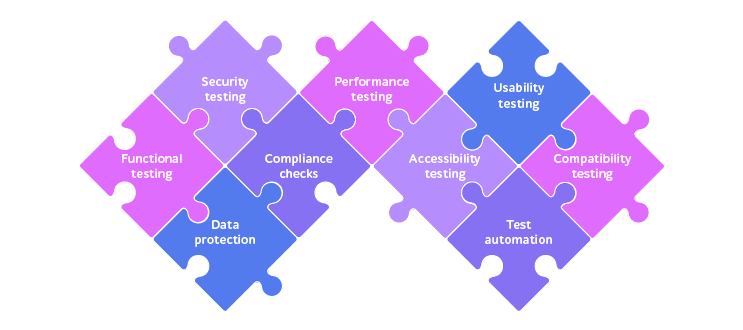 Security
testing
Performance
testing
Usability
testing
Functional
testing
Compliance
checks
Accessibility
testing
Compatibility
testing
Data
protection
Test
automation